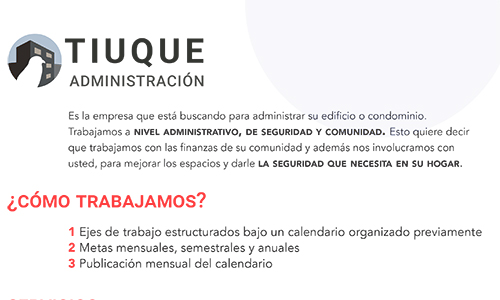 TIUQUE
ADMINISTRACIÓN
Es la empresa que está buscando para administrar su edificio o condominio.
Trabajamos a NIVEL ADMINISTRATIVO, DE SEGURIDAD Y COMUNIDAD. Esto quiere decir
que trabajamos con las finanzas de su comunidad y además nos involucramos con
usted, para mejorar los espacios y darle LA SEGURIDAD QUE NECESITA EN SU HOGAR.
¿CÓMO TRABAJAMOS?
1 Ejes de trabajo estructurados bajo un calendario organizado previamente
2 Metas mensuales, semestrales y anuales
3 Publicación mensual del calendario